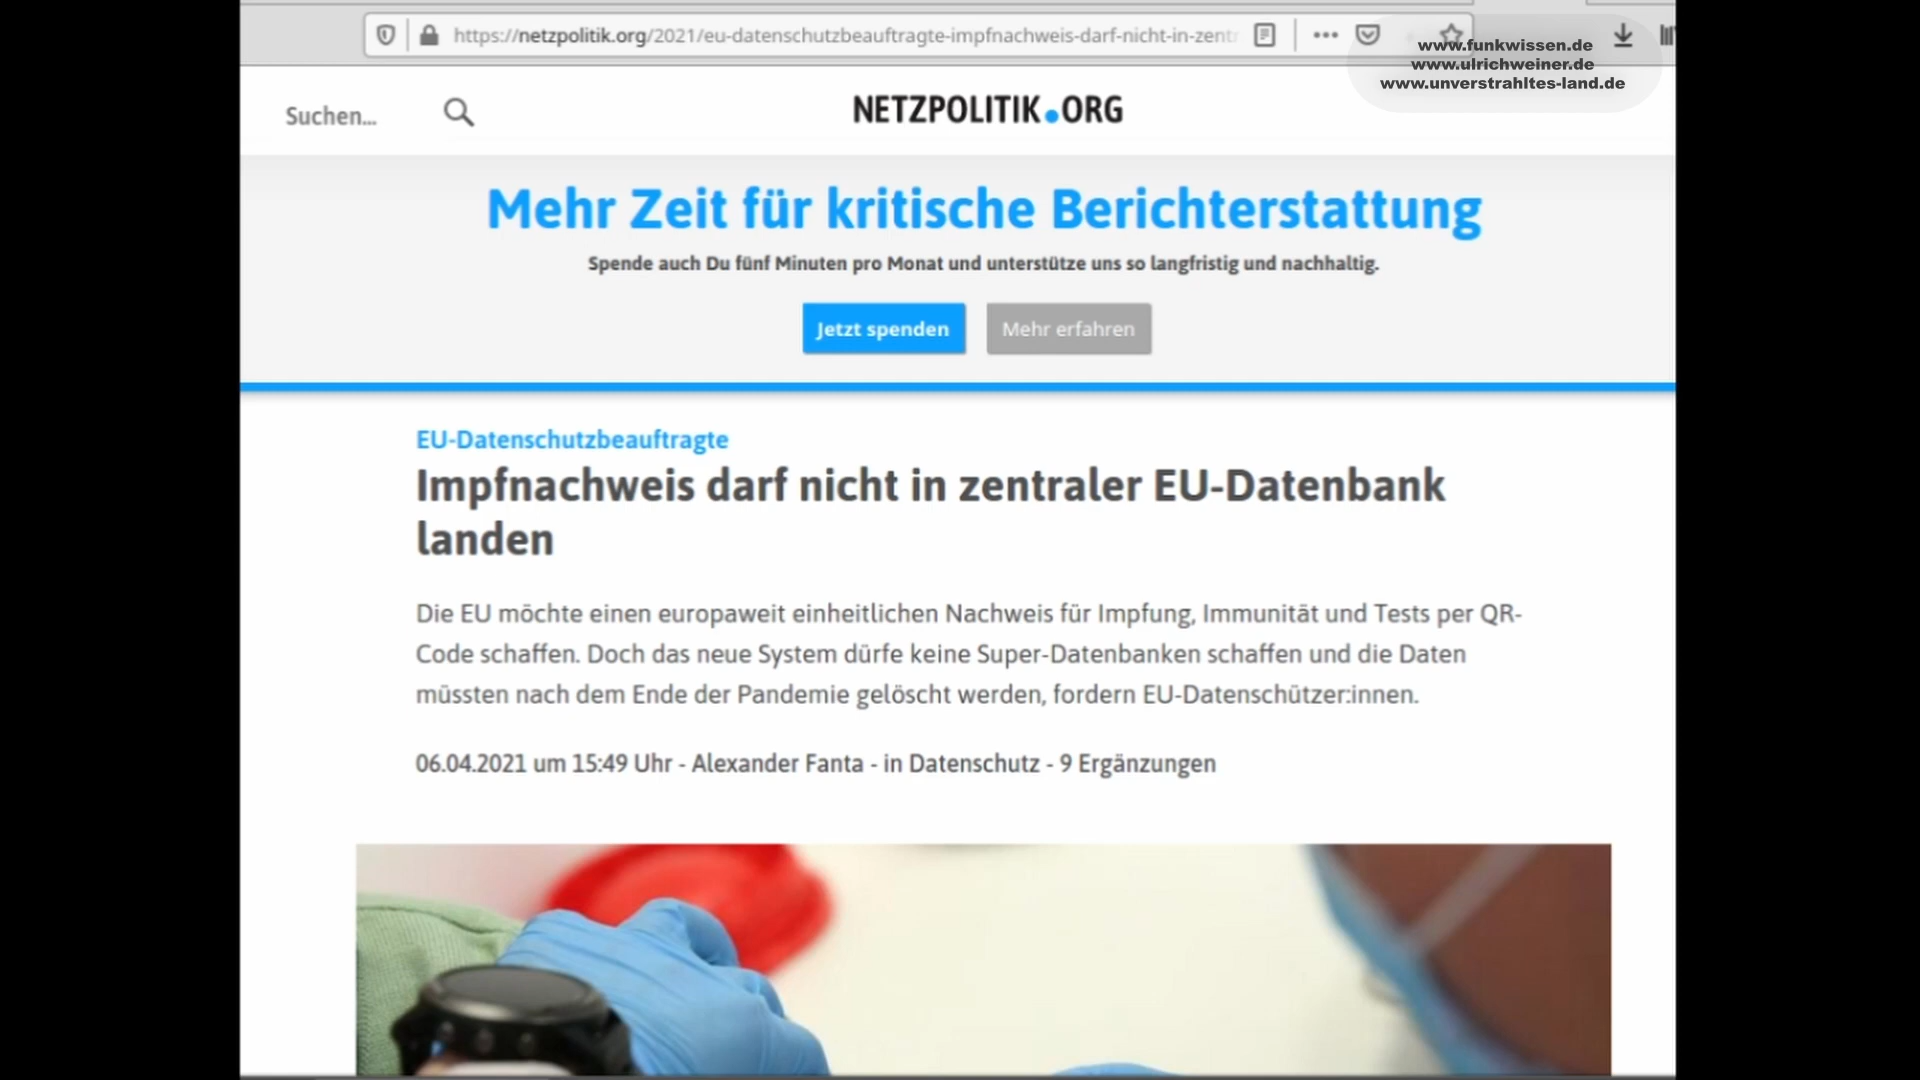 https://netzpolitik.org/2021/eu-datenschutzbeauftragte-impfnachweis-darf-nicht-in-zentr
www.funkwissen.de
www.ulrichweiner.de
www.unverstrahltes-land.de
Suchen...
NETZPOLITIK.ORG
Mehr Zeit für kritische Berichterstattung
Spende auch Du fünf Minuten pro Monat und unterstütze uns so langfristig und nachhaltig.
Jetzt spenden
Mehr erfahren
EU-Datenschutzbeauftragte
Impfnachweis darf nicht in zentraler EU-Datenbank
landen
Die EU möchte einen europaweit einheitlichen Nachweis für Impfung, Immunität und Tests per QR-
Code schaffen. Doch das neue System dürfe keine Super-Datenbanken schaffen und die Daten
müssten nach dem Ende der Pandemie gelöscht werden, fordern EU-Datenschützer:innen.
06.04.2021 um 15:49 Uhr - Alexander Fanta - in Datenschutz - 9 Ergänzungen